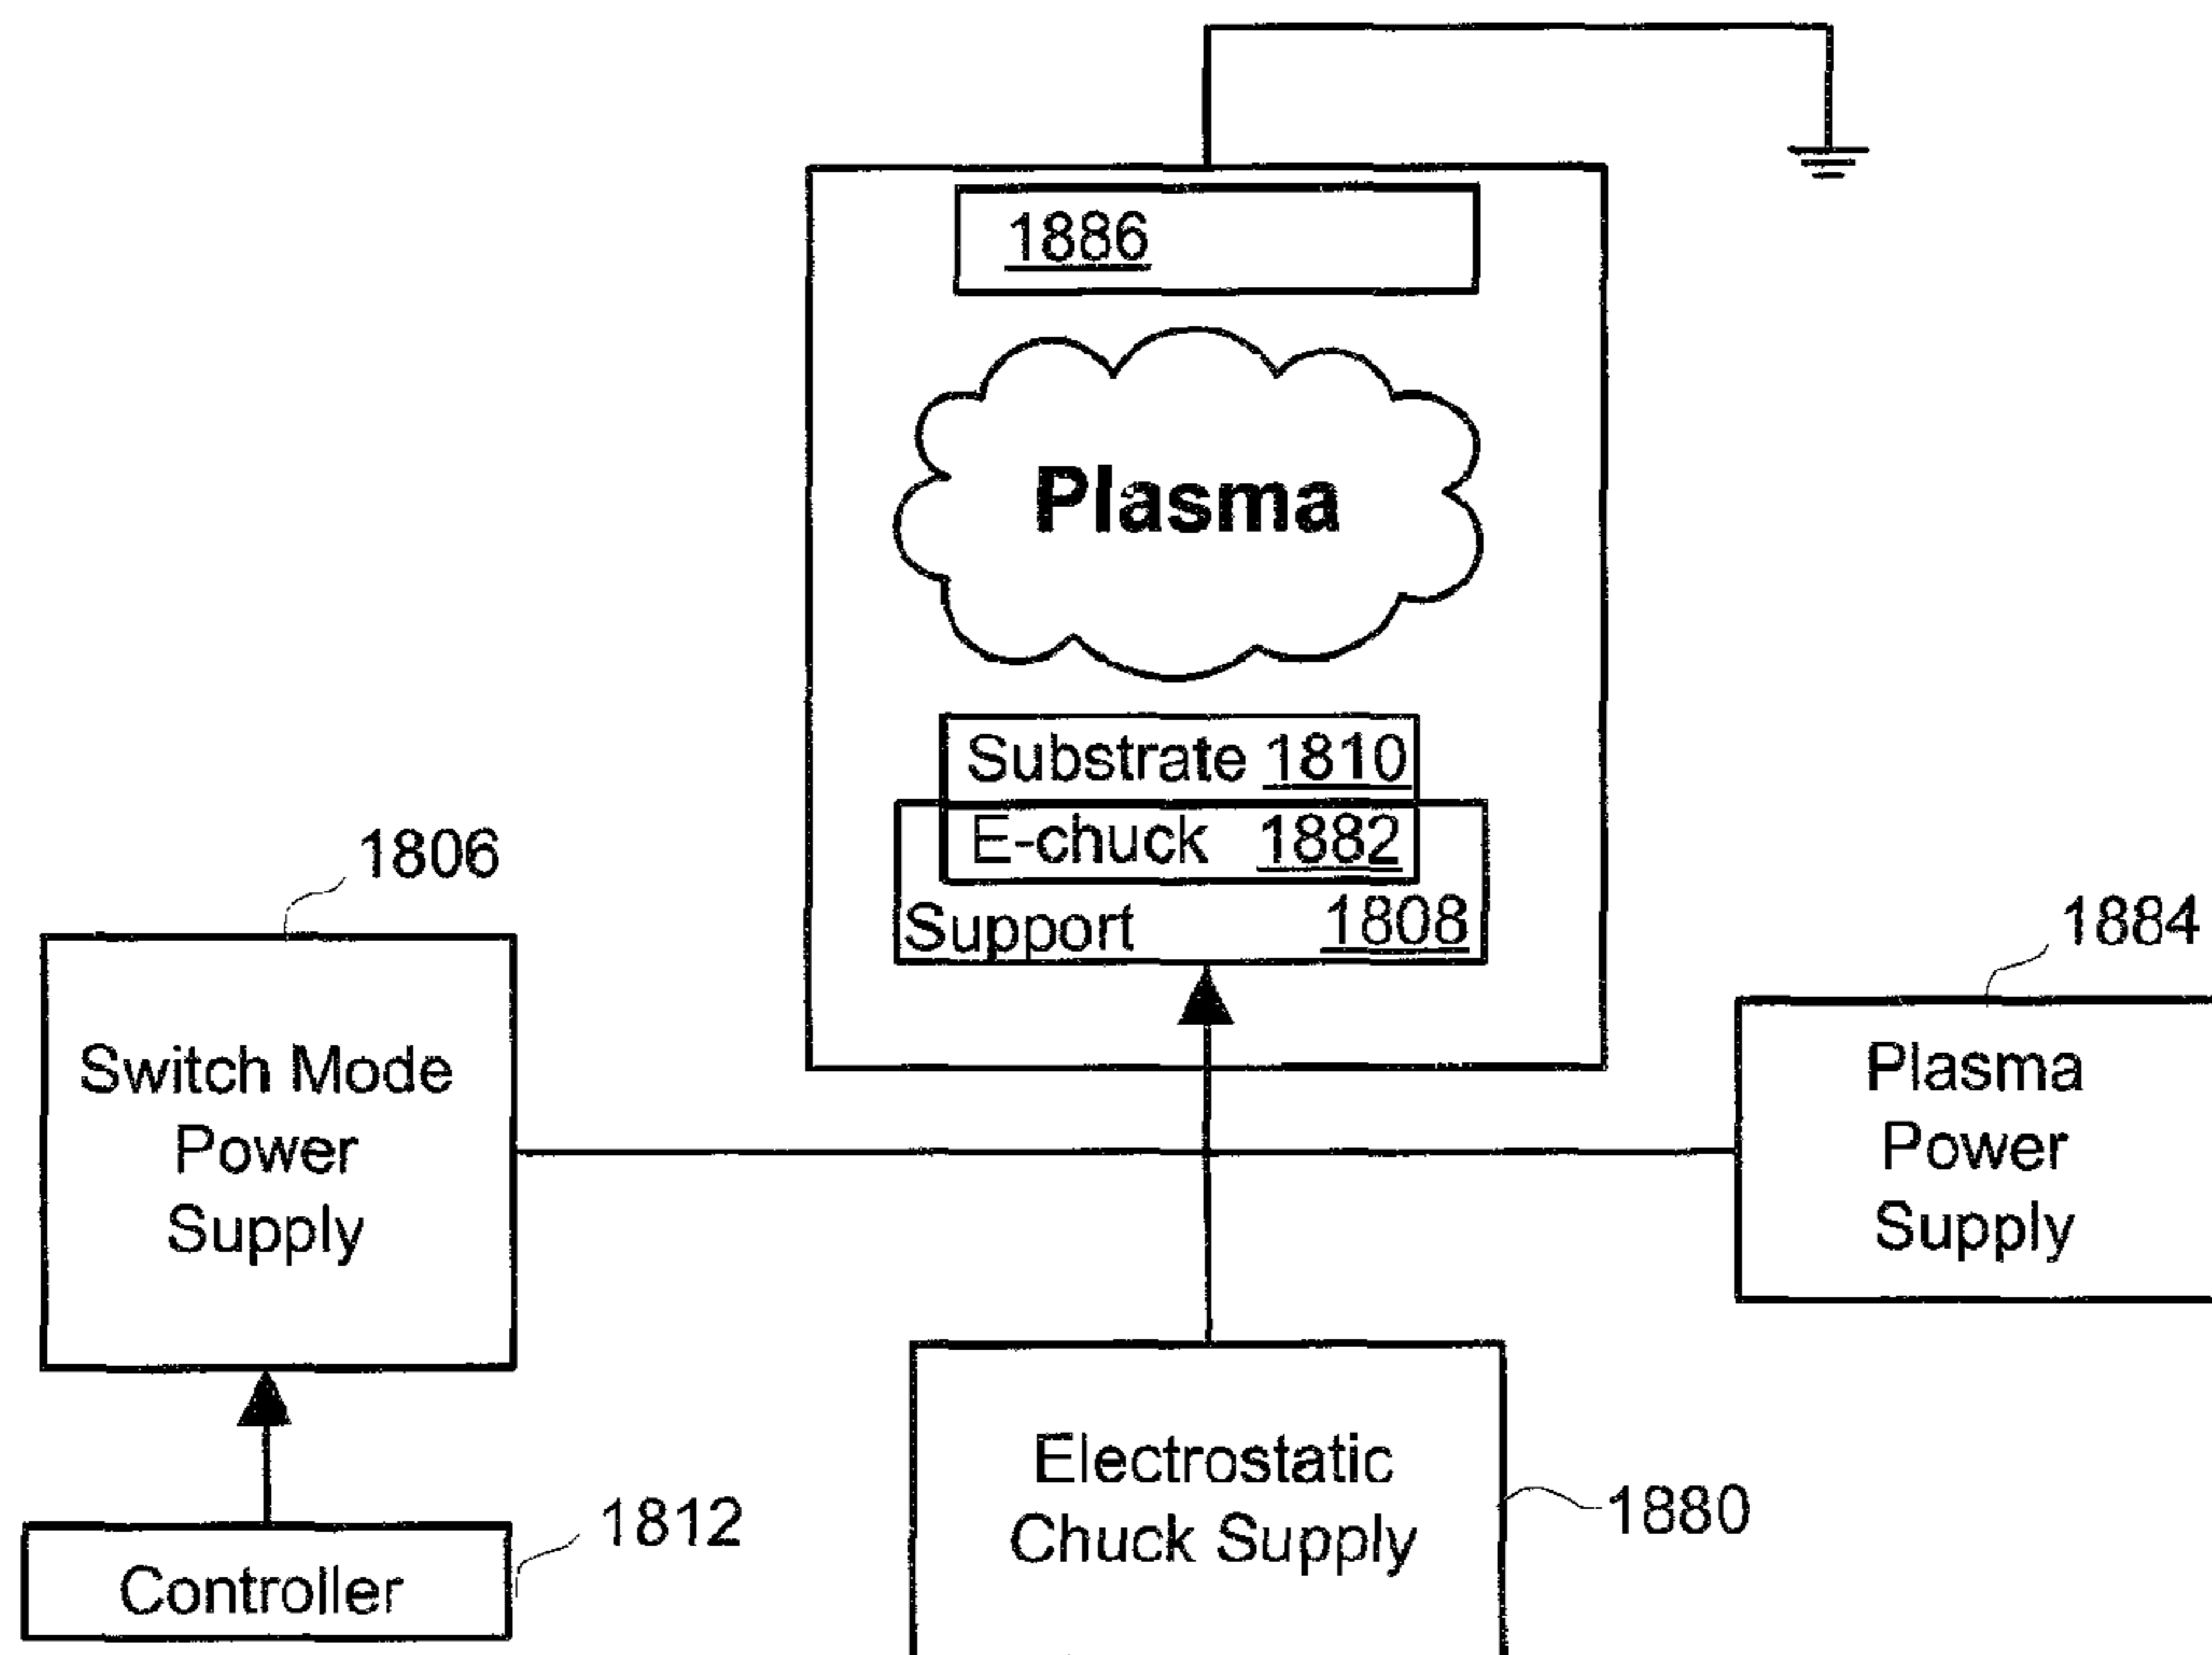 1886
Plasma
Substrate 1810
E-chuck 1882
Support 1808
1806
Switch Mode
Power
Supply
1884
Plasma
Power
Supply
Electrostatic
Chuck Supply
1880
1812
Controller